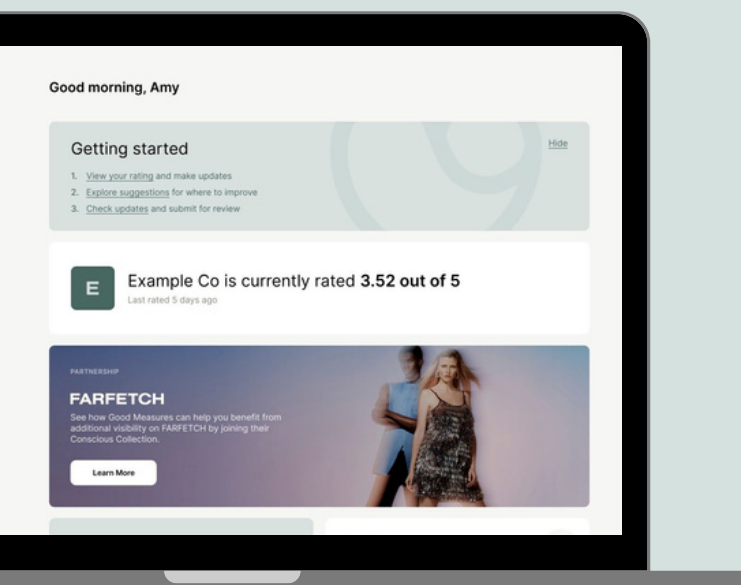 Good morning, Amy
Getting started
Hide
1. View your rating and make updates
2. Explore suggestions for where to improve
3. Check updates and submit for review
E
Example Co is currently rated 3.52 out of 5
Last rated 5 days ago
PARTNERSHIP
FARFETCH
See how Good Measures can help you benefit from
additional visibility on FARFETCH by joining their
Conscious Collection.
Learn More